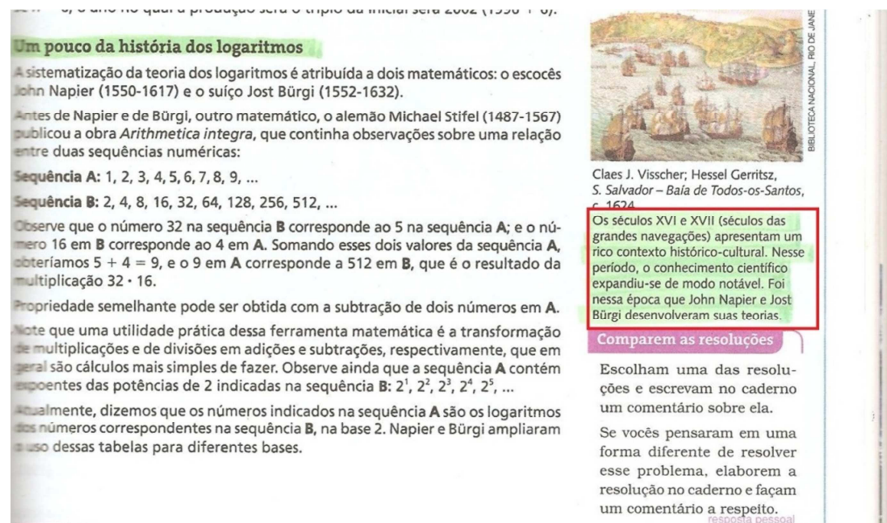 6, o ano no qual a produção será o triplo da inicial será 2002 (1996 + 6).
Um pouco da história dos logaritmos
A sistematização da teoria dos logaritmos é atribuída a dois matemáticos: o escocês
John Napier (1550-1617) e o suíço Jost Bürgi (1552-1632).
Antes de Napier e de Bürgi, outro matemático, o alemão Michael Stifel (1487-1567)
publicou a obra Arithmetica integra, que continha observações sobre uma relação
entre duas sequências numéricas:
Sequência A: 1, 2, 3, 4, 5, 6, 7, 8, 9, ...
Sequência B: 2, 4, 8, 16, 32, 64, 128, 256, 512, ...
Observe que o número 32 na sequência B corresponde ao 5 na sequência A; e o nú-
mero 16 em B corresponde ao 4 em A. Somando esses dois valores da sequência A,
obteríamos 5 + 4 = 9, e o 9 em A corresponde a 512 em B, que é o resultado da
multiplicação 32 · 16.
Propriedade semelhante pode ser obtida com a subtração de dois números em A.
Note que uma utilidade prática dessa ferramenta matemática é a transformação
de multiplicações e de divisões em adições e subtrações, respectivamente, que em
geral são cálculos mais simples de fazer. Observe ainda que a sequência A contém
expoentes das potências de 2 indicadas na sequência B: 2¹, 2², 2³, 2⁴, 2⁵, ...
Atualmente, dizemos que os números indicados na sequência A são os logaritmos
dos números correspondentes na sequência B, na base 2. Napier e Bürgi ampliaram
o uso dessas tabelas para diferentes bases.
BIBLIOTECA NACIONAL, RIO DE JANE
Claes J. Visscher; Hessel Gerritsz,
S. Salvador – Baía de Todos-os-Santos,
c. 1624
Os séculos XVI e XVII (séculos das
grandes navegações) apresentam um
rico contexto histórico-cultural. Nesse
período, o conhecimento científico
expandiu-se de modo notável. Foi
nessa época que John Napier e Jost
Bürgi desenvolveram suas teorias.
Comparem as resoluções
Escolham uma das resolu-
ções e escrevam no caderno
um comentário sobre ela.
Se vocês pensaram em uma
forma diferente de resolver
esse problema, elaborem a
resolução no caderno e façam
um comentário a respeito.
resposta pessoal